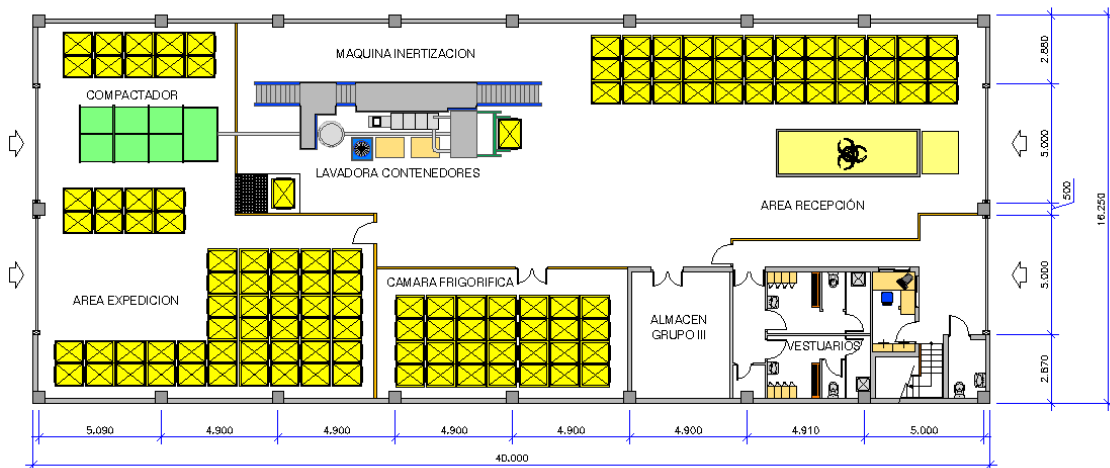 MAQUINA INERTIZACION
COMPACTADOR
LAVADORA CONTENEDORES
AREA RECEPCIÓN
AREA EXPEDICION
CAMARA FRIGORIFICA
ALMACEN
GRUPO III
VESTUARIOS
2.880
5.000
500
16.250
5.000
2.870
5.090
4.900
4.900
4.900
4.900
4.900
4.910
5.000
40.000